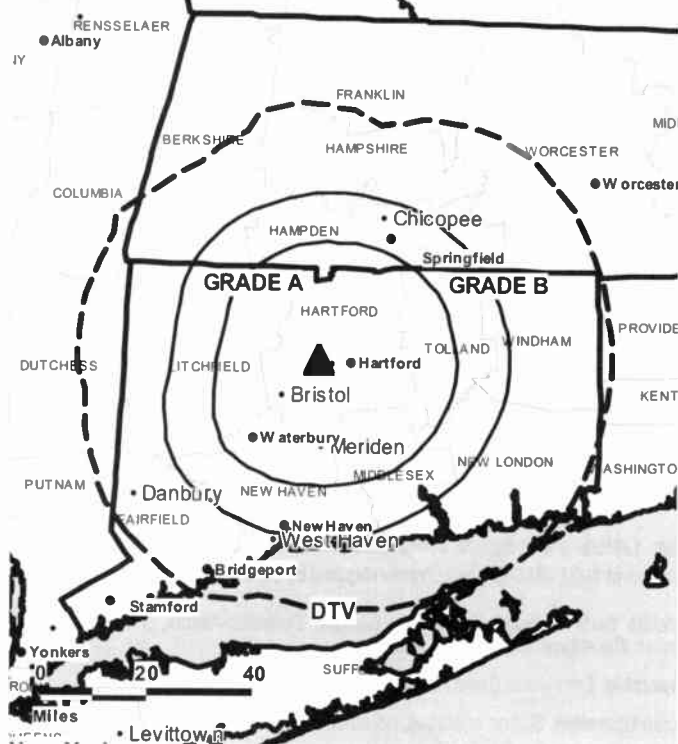 RENSSELAER
Albany
NY
FRANKLIN
BERKSHIRE
HAMPSHIRE
WORCESTER
Worcester
COLUMBIA
Chicopee
HAMPDEN
Springfield
GRADE A
GRADE B
HARTFORD
PROVIDE
TOLLAND
WINDHAM
DUTCHESS
LITCHFIELD
Hartford
Bristol
KENT
Waterbury
Meriden
NEW LONDON
WASHINGTO
MIDDLESEX
PUTNAM
Danbury
NEW HAVEN
FAIRFIELD
New Haven
West Haven
Bridgeport
Stamford
DTV
Yonkers
SUFF
0 20 40
Miles
Levittown